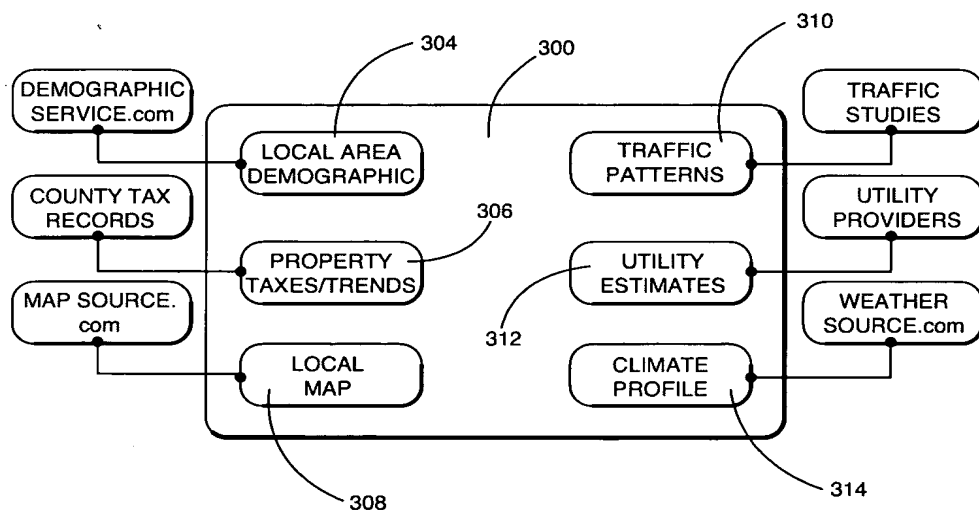 304
300
310
DEMOGRAPHIC
SERVICE.com
LOCAL AREA
DEMOGRAPHIC
TRAFFIC
PATTERNS
TRAFFIC
STUDIES
COUNTY TAX
RECORDS
306
PROPERTY
TAXES/TRENDS
UTILITY
ESTIMATES
UTILITY
PROVIDERS
312
MAP SOURCE.
com
LOCAL
MAP
CLIMATE
PROFILE
WEATHER
SOURCE.com
308
314